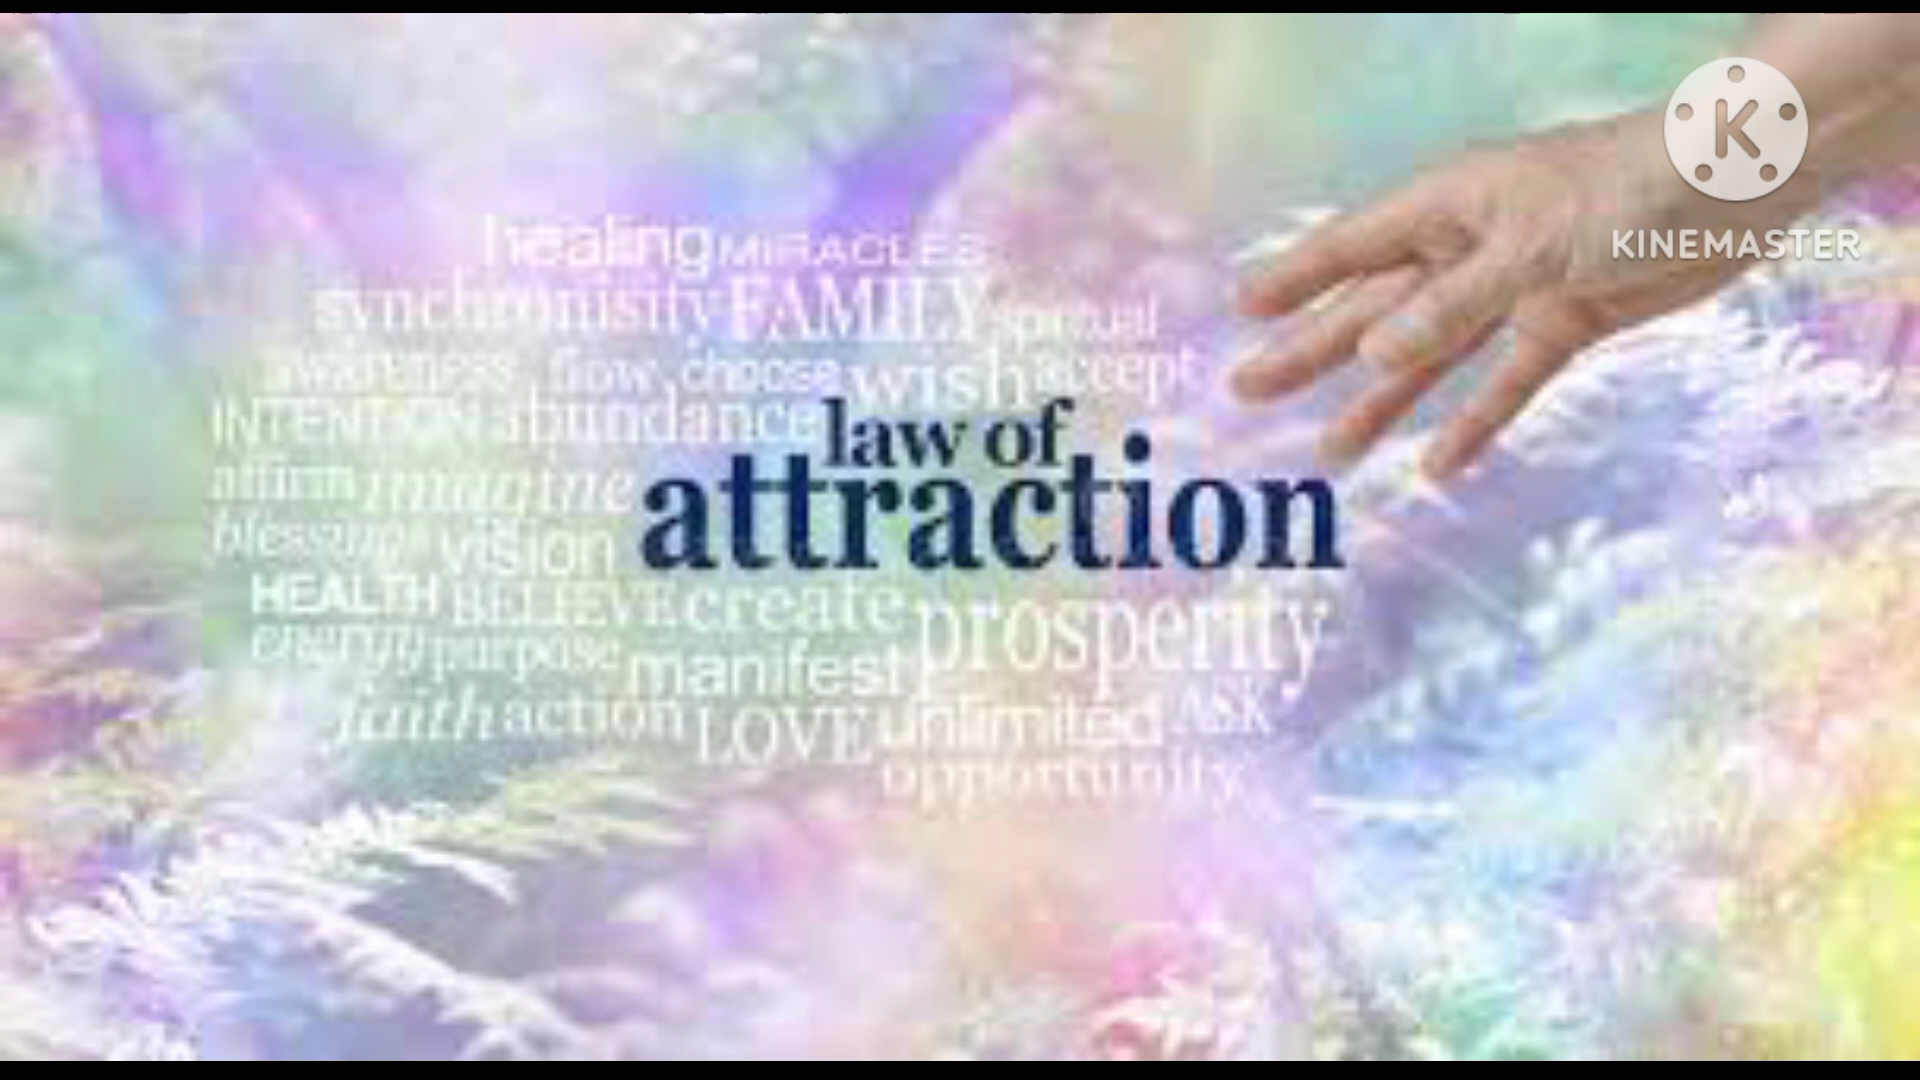 K
KINEMASTER
healing MIRACLES
synchronisity FAMILY spiritual
awareness flow choose wish accept
INTENTION abundance law of
affirm imagine attraction
blessings vision
HEALTH BELIEVE create prosperity
energy purpose manifest
faith action LOVE unlimited ASK
opportunity